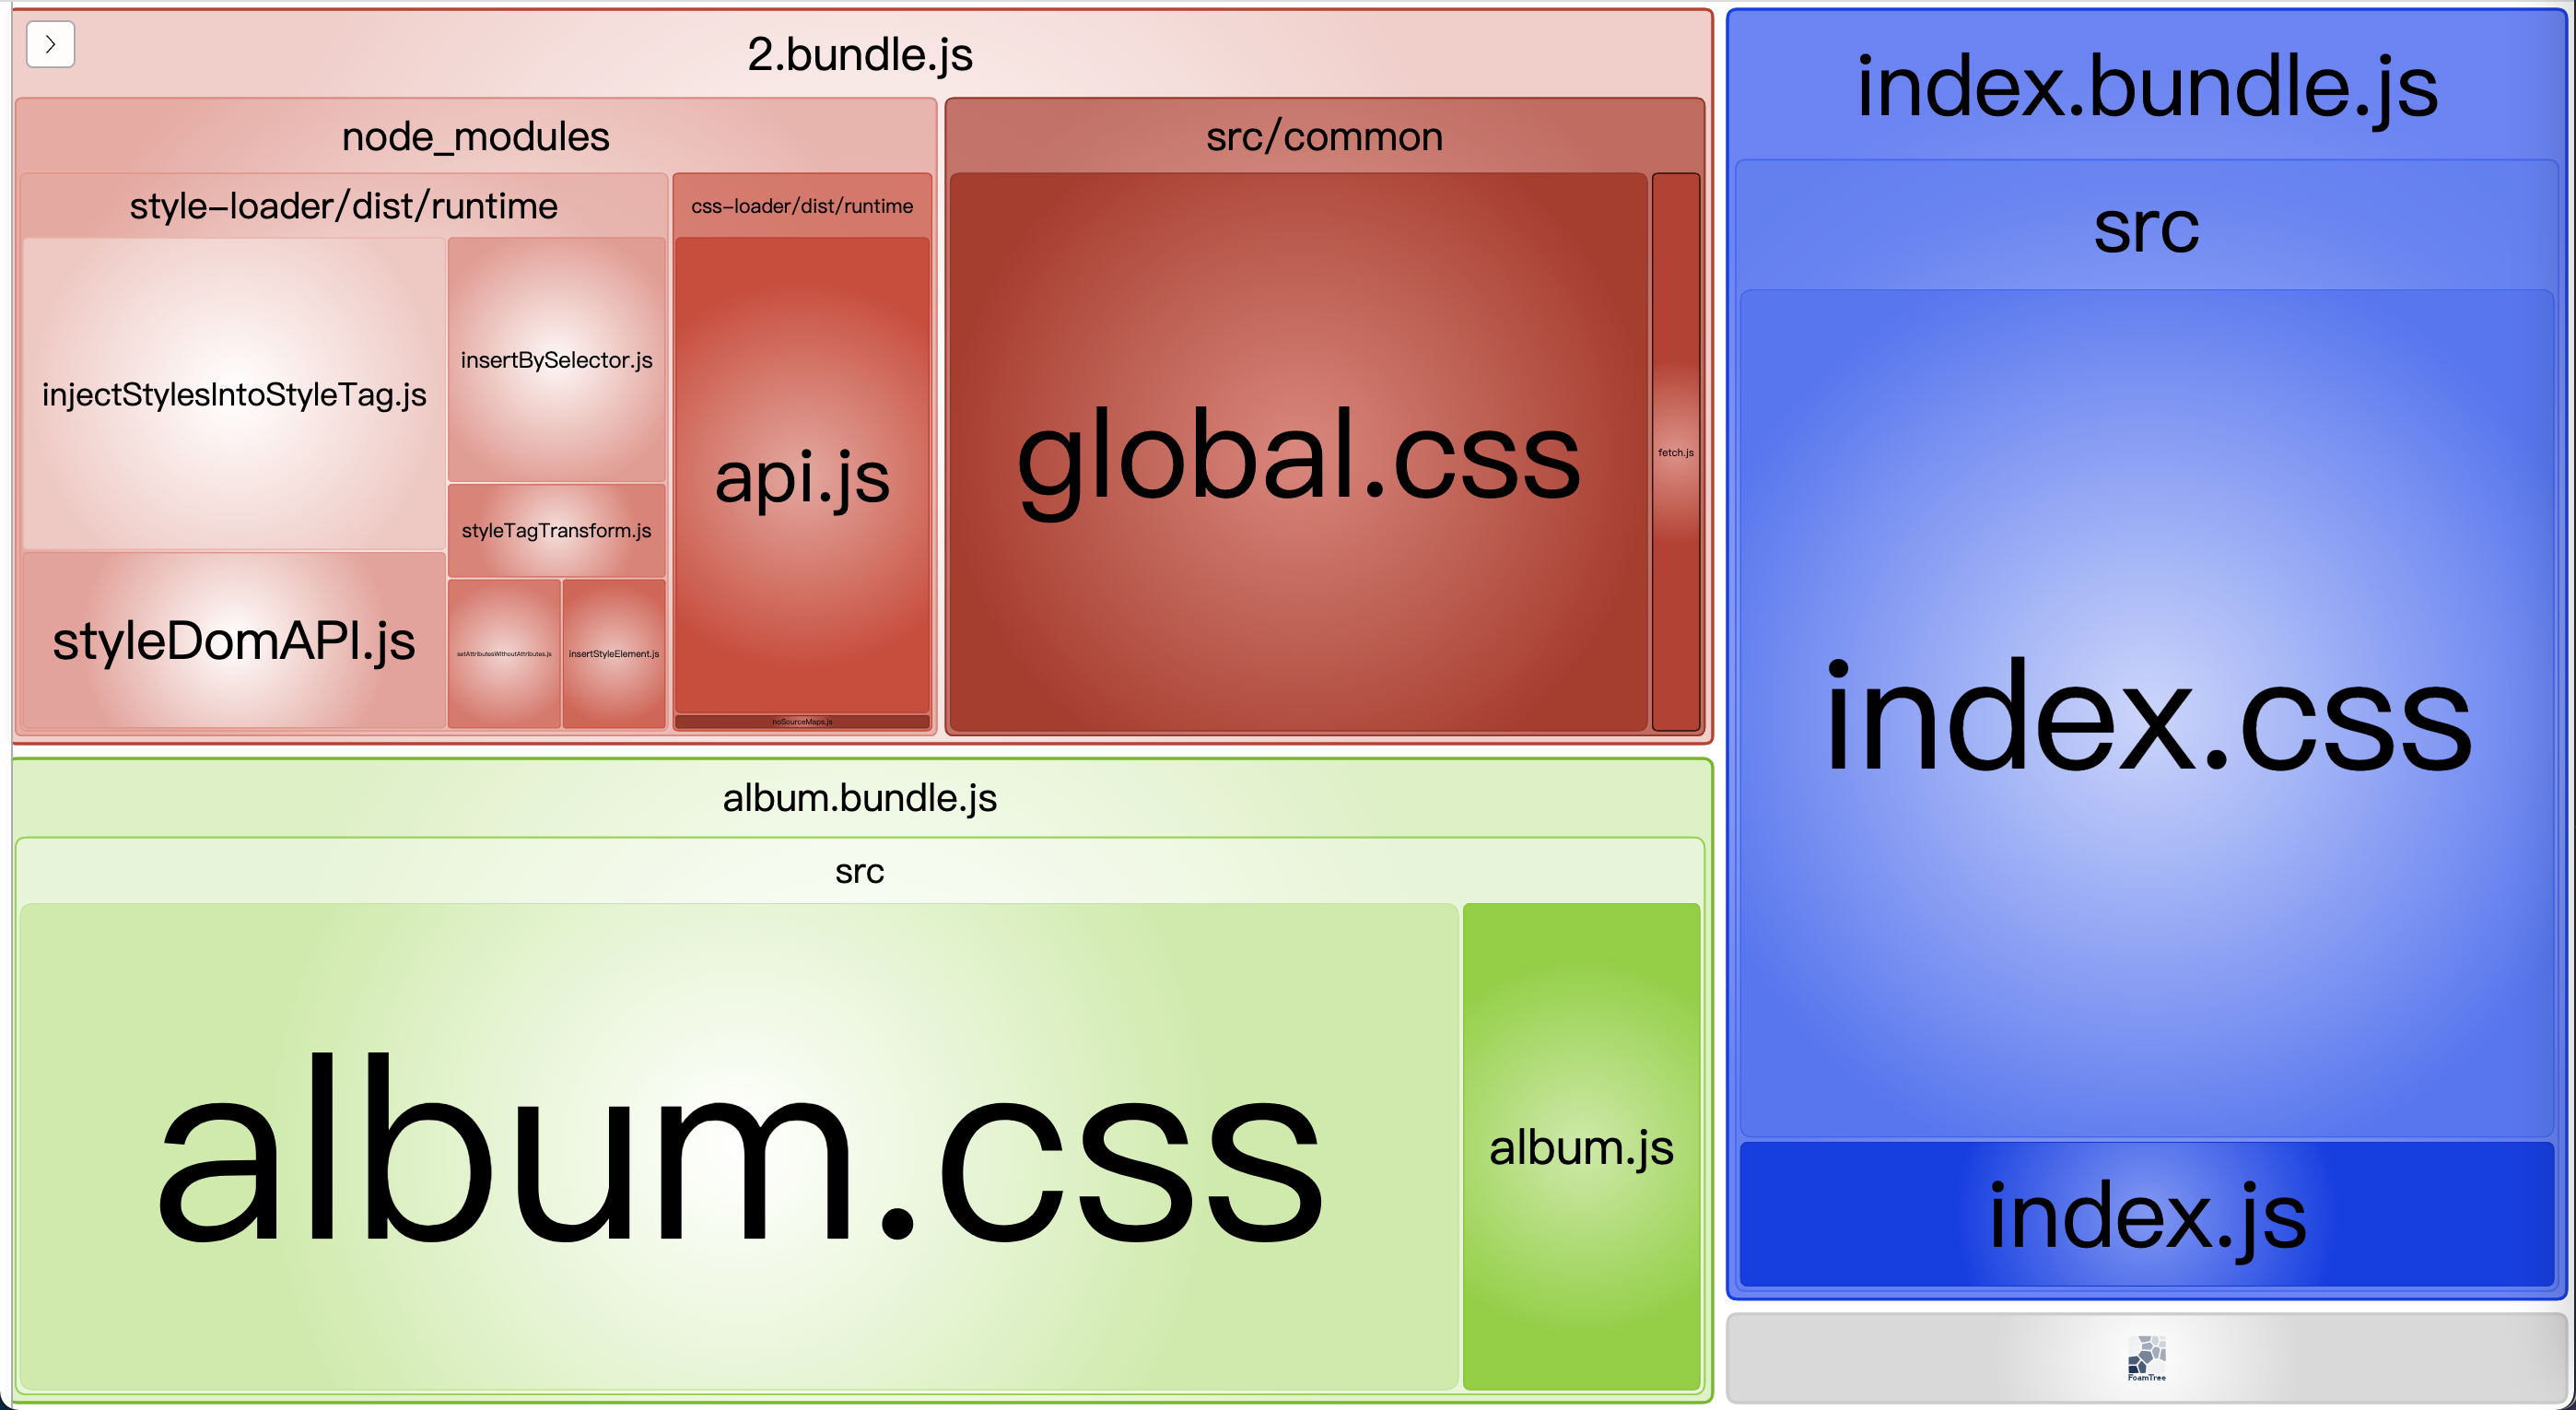 2.bundle.js
node_modules
style-loader/dist/runtime
injectStylesIntoStyleTag.js
insertBySelector.js
styleTagTransform.js
styleDomAPI.js
setAttributesWithoutAttributes.js
insertStyleElement.js
css-loader/dist/runtime
api.js
noSourceMaps.js
src/common
global.css
fetch.js
album.bundle.js
src
album.css
album.js
index.bundle.js
src
index.css
index.js
FoamTree